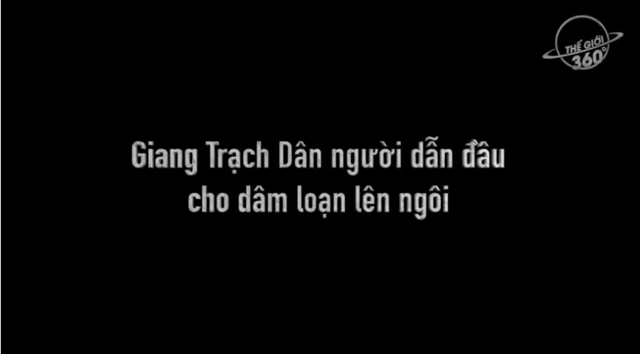 THẾ GIỚI
360°
Giang Trạch Dân người dẫn đầu
cho dâm loạn lên ngôi